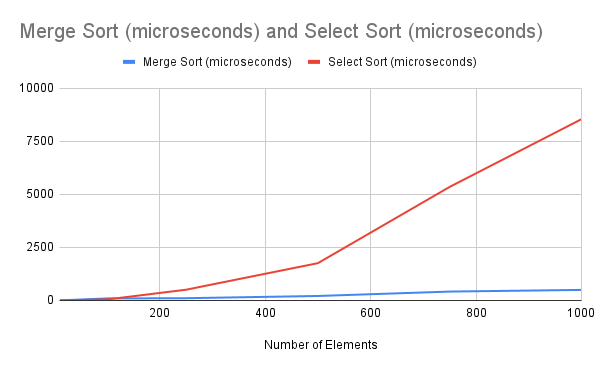 Merge Sort (microseconds) and Select Sort (microseconds)
Merge Sort (microseconds) Select Sort (microseconds)
10000
7500
5000
2500
0
200 400 600 800 1000
Number of Elements